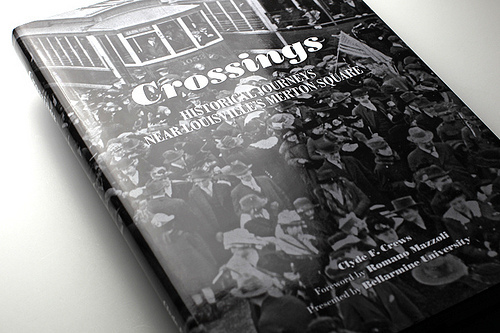 Crossings
HISTORICAL JOURNEYS
NEAR LOUISVILLE'S MERTON SQUARE
Clyde F. Crews
Foreword by Romano Mazzoli
Presented by Bellarmine University